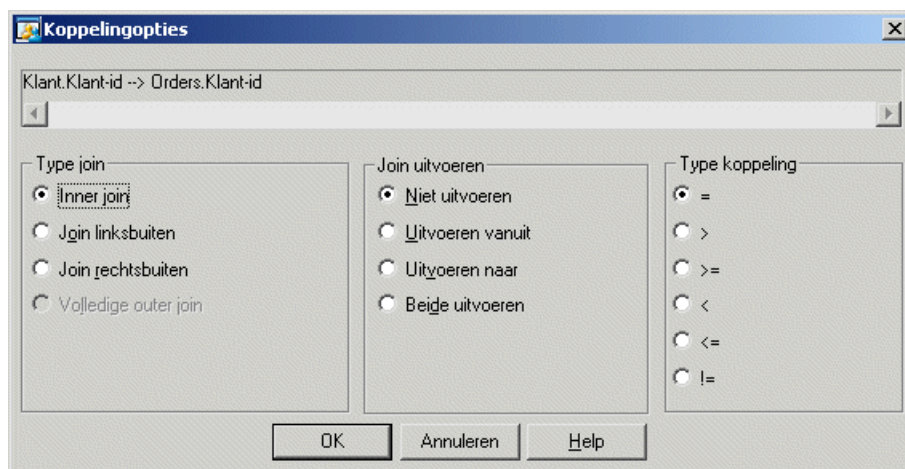 Koppelingopties
Klant.Klant-id --> Orders.Klant-id
Type join
Inner join
Join linksbuiten
Join rechtsbuiten
Volledige outer join
Join uitvoeren
Niet uitvoeren
Uitvoeren vanuit
Uitvoeren naar
Beide uitvoeren
Type koppeling
=
>
>=
<
<=
!=
OK
Annuleren
Help